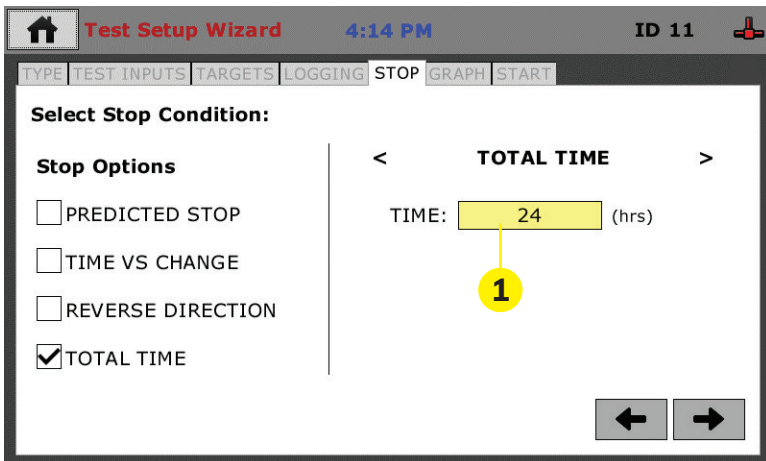 Test Setup Wizard 4:14 PM ID 11
TYPE TEST INPUTS TARGETS LOGGING STOP GRAPH START
Select Stop Condition:
Stop Options
PREDICTED STOP
TIME VS CHANGE
REVERSE DIRECTION
TOTAL TIME
< TOTAL TIME >
TIME: 24 (hrs)
1